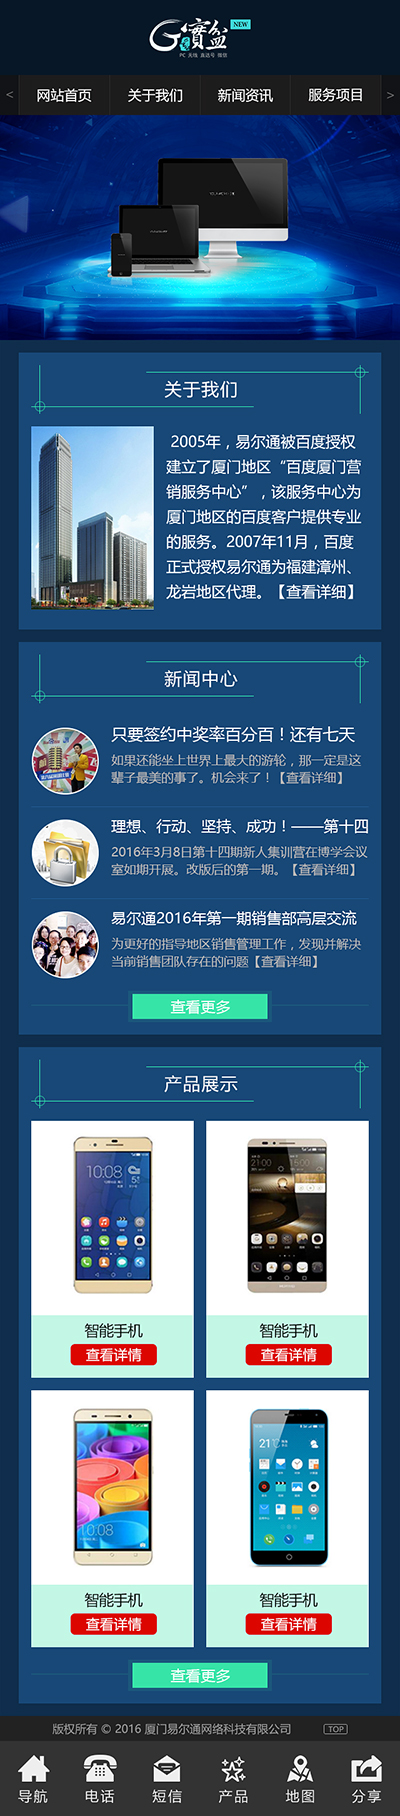 G寳盆 NEW
PC 无线 直达号 微信
< 网站首页 关于我们 新闻资讯 服务项目 >
关于我们
2005年，易尔通被百度授权
建立了厦门地区“百度厦门营
销服务中心”，该服务中心为
厦门地区的百度客户提供专业
的服务。2007年11月，百度
正式授权易尔通为福建漳州、
龙岩地区代理。【查看详细】
新闻中心
只要签约中奖率百分百！还有七天
如果还能坐上世界上最大的游轮，那一定是这
辈子最美的事了。机会来了！【查看详细】
理想、行动、坚持、成功！——第十四
2016年3月8日第十四期新人集训营在博学会议
室如期开展。改版后的第一期。【查看详细】
易尔通2016年第一期销售部高层交流
为更好的指导地区销售管理工作，发现并解决
当前销售团队存在的问题【查看详细】
查看更多
产品展示
10:08
21:00 15:00
智能手机 智能手机
查看详情 查看详情
10:08
21:11
智能手机 智能手机
查看详情 查看详情
查看更多
版权所有 © 2016 厦门易尔通网络科技有限公司 TOP
导航 电话 短信 产品 地图 分享